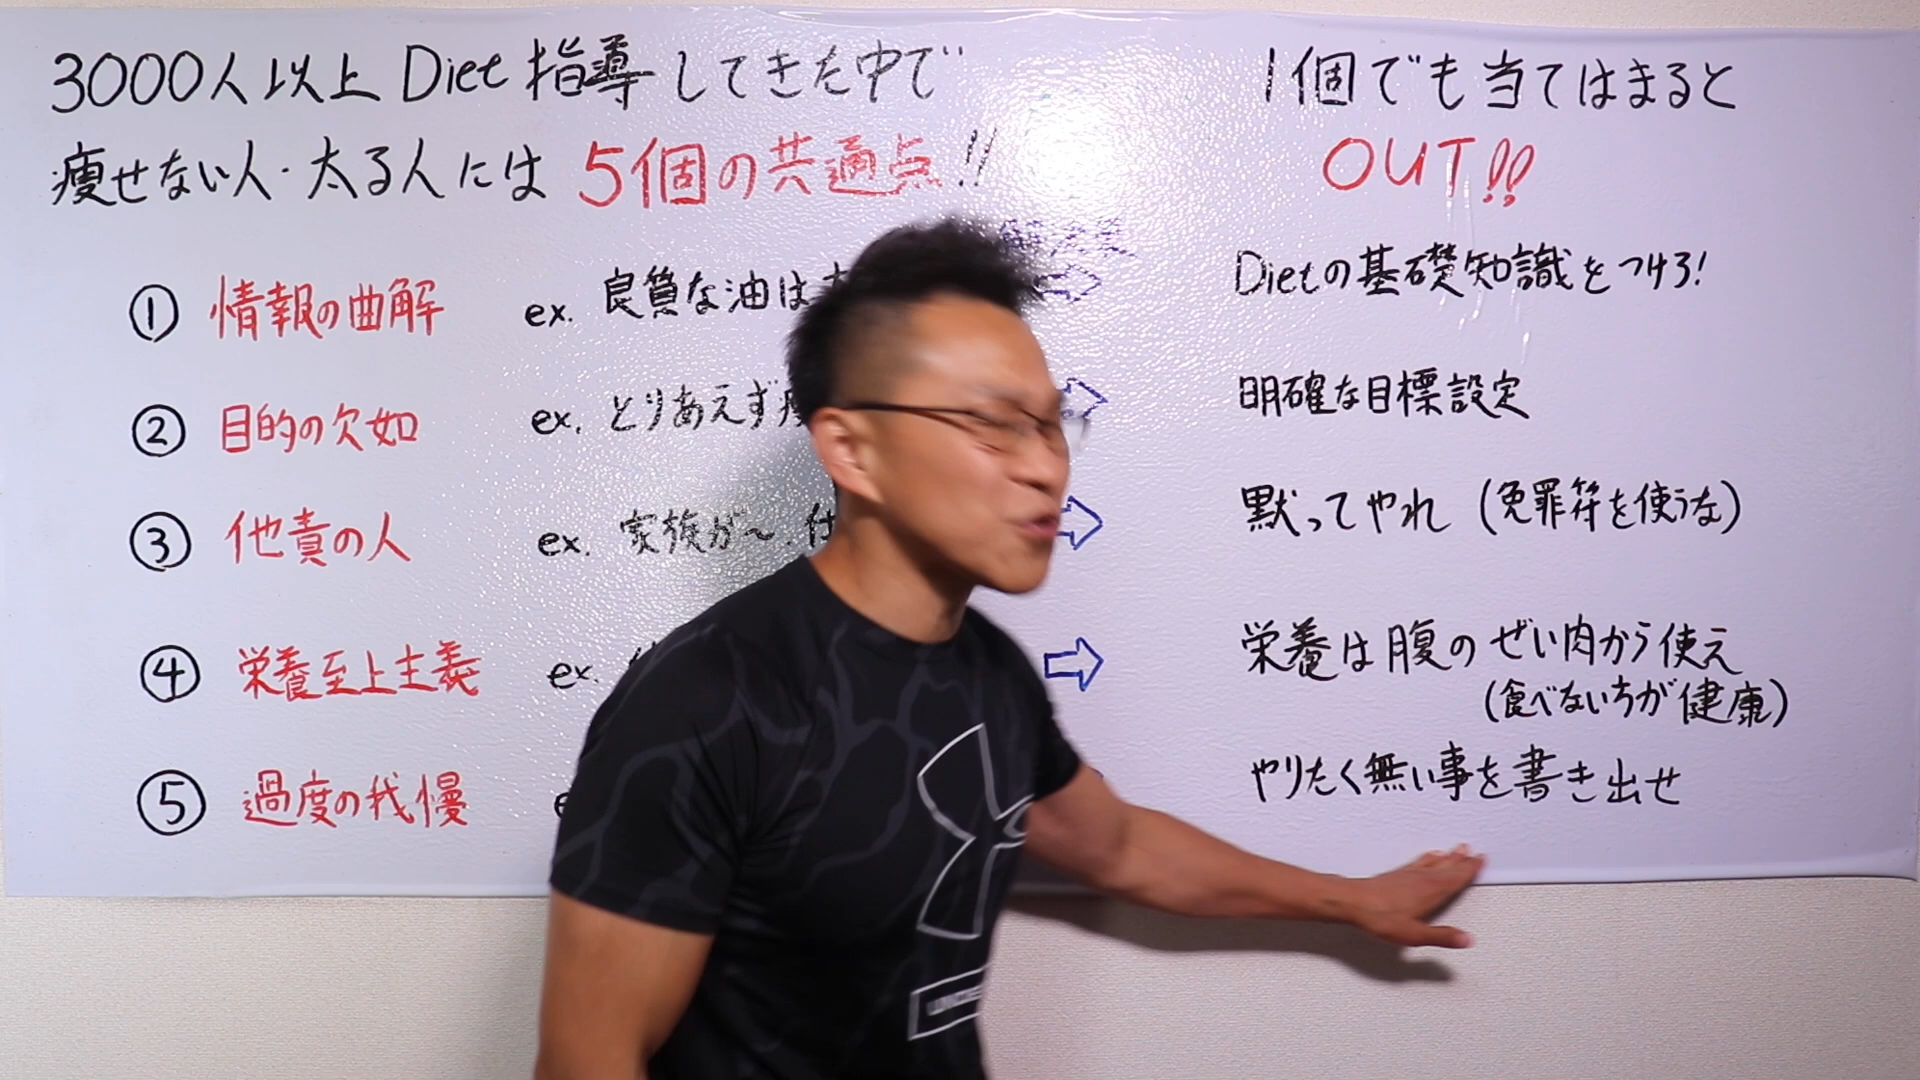 3000人以上Diet指導してきた中で
痩せない人・太る人には 5個の共通点!!
1個でも当てはまると
OUT!!
解決策
① 情報の曲解 ex. 良質な油は
Dietの基礎知識をつけろ!
② 目的の欠如 ex. とりあえず
明確な目標設定
③ 他責の人 ex. 家族が〜.
黙ってやれ (免罪符を使うな)
④ 栄養至上主義 ex.
栄養は腹のぜい肉から使え
(食べないちが健康)
⑤ 過度の我慢
やりたく無い事を書き出せ